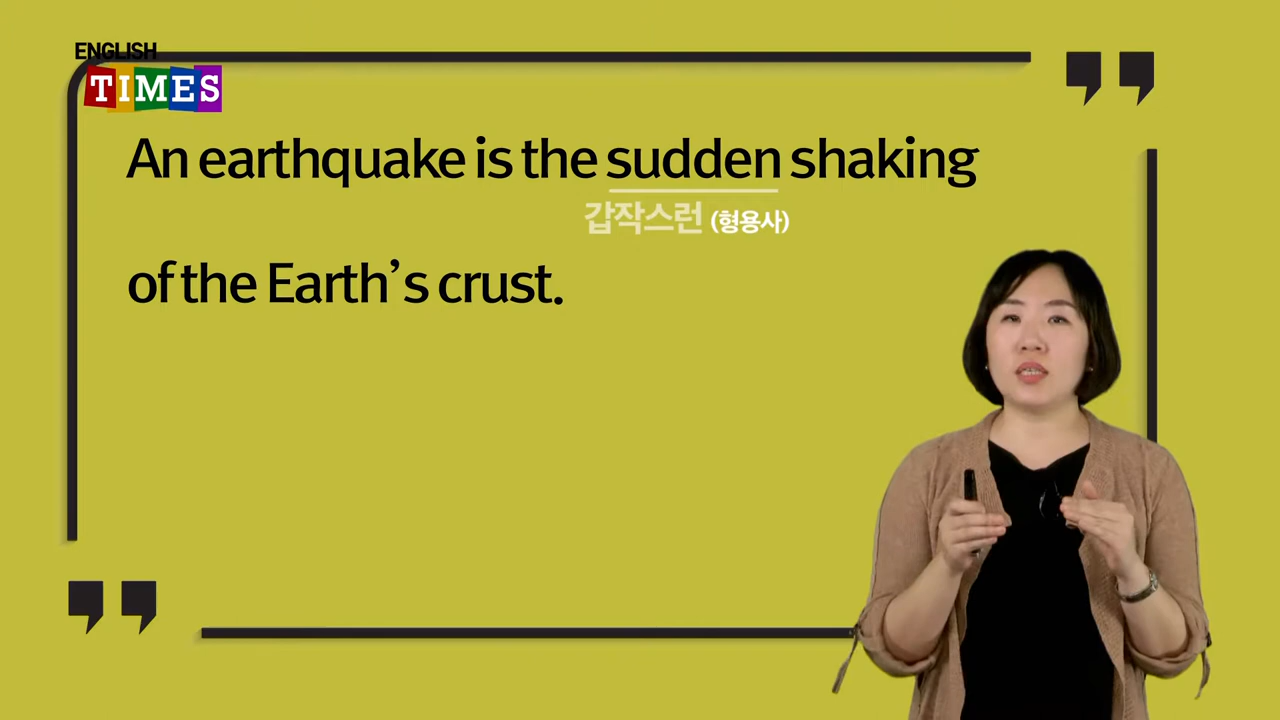 ENGLISH
TIMES
An earthquake is the sudden shaking
갑작스런 (형용사)
of the Earth's crust.